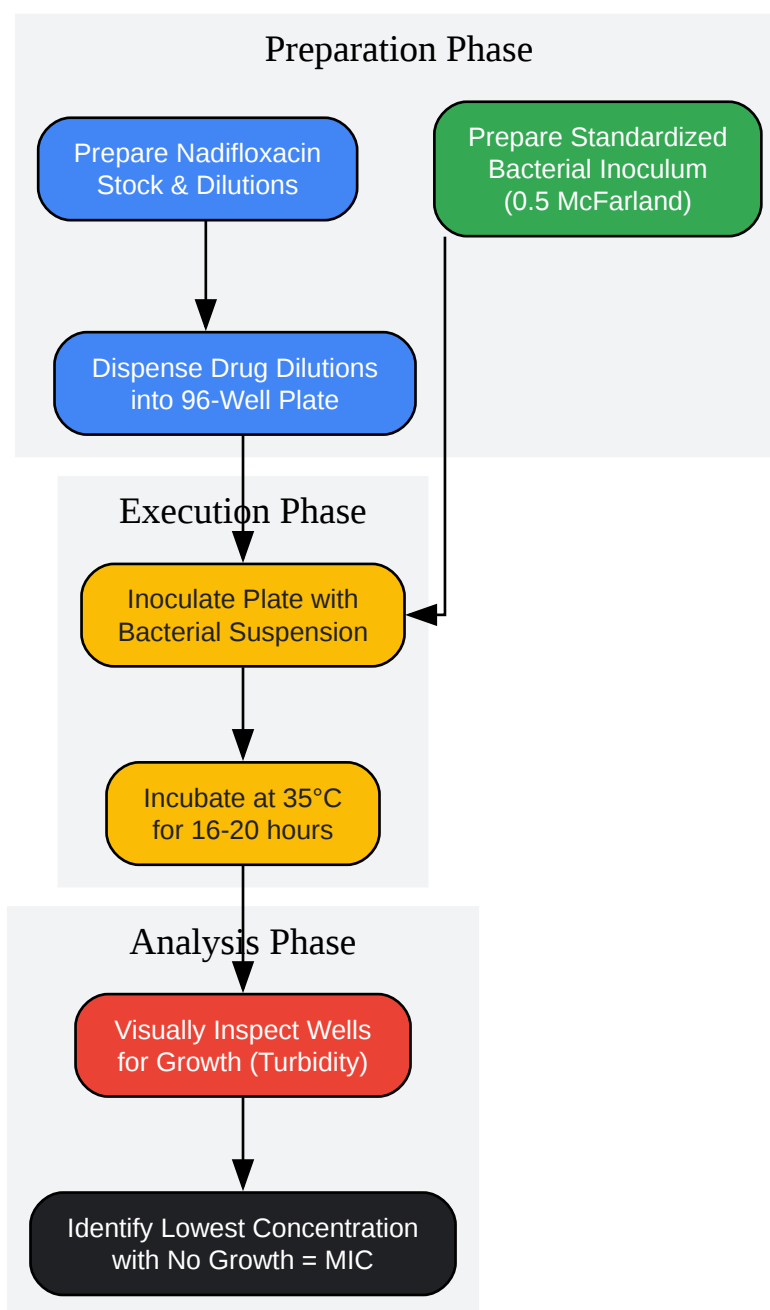 Preparation Phase
Prepare Nadifloxacin
Stock & Dilutions
Prepare Standardized
Bacterial Inoculum
(0.5 McFarland)
Dispense Drug Dilutions
into 96-Well Plate
Execution Phase
Inoculate Plate with
Bacterial Suspension
Incubate at 35°C
for 16-20 hours
Analysis Phase
Visually Inspect Wells
for Growth (Turbidity)
Identify Lowest Concentration
with No Growth = MIC